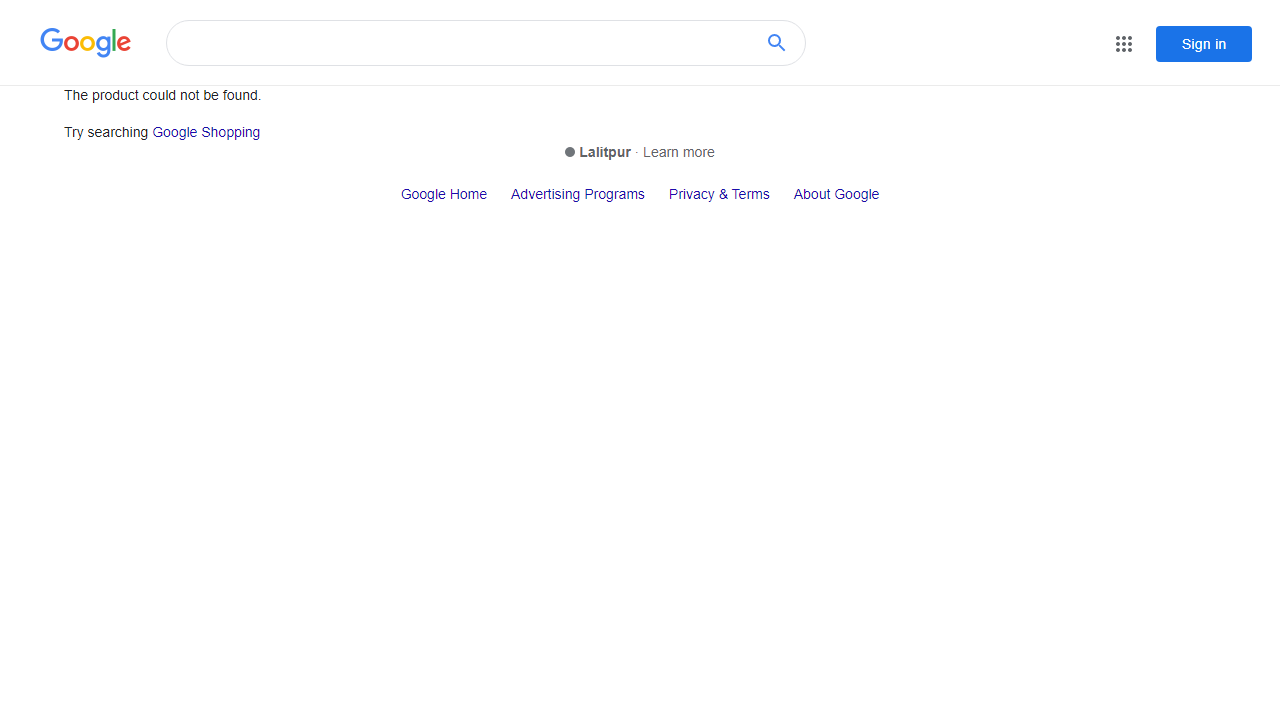 Google
Sign in
The product could not be found.
Try searching Google Shopping
Lalitpur · Learn more
Google Home Advertising Programs Privacy & Terms About Google